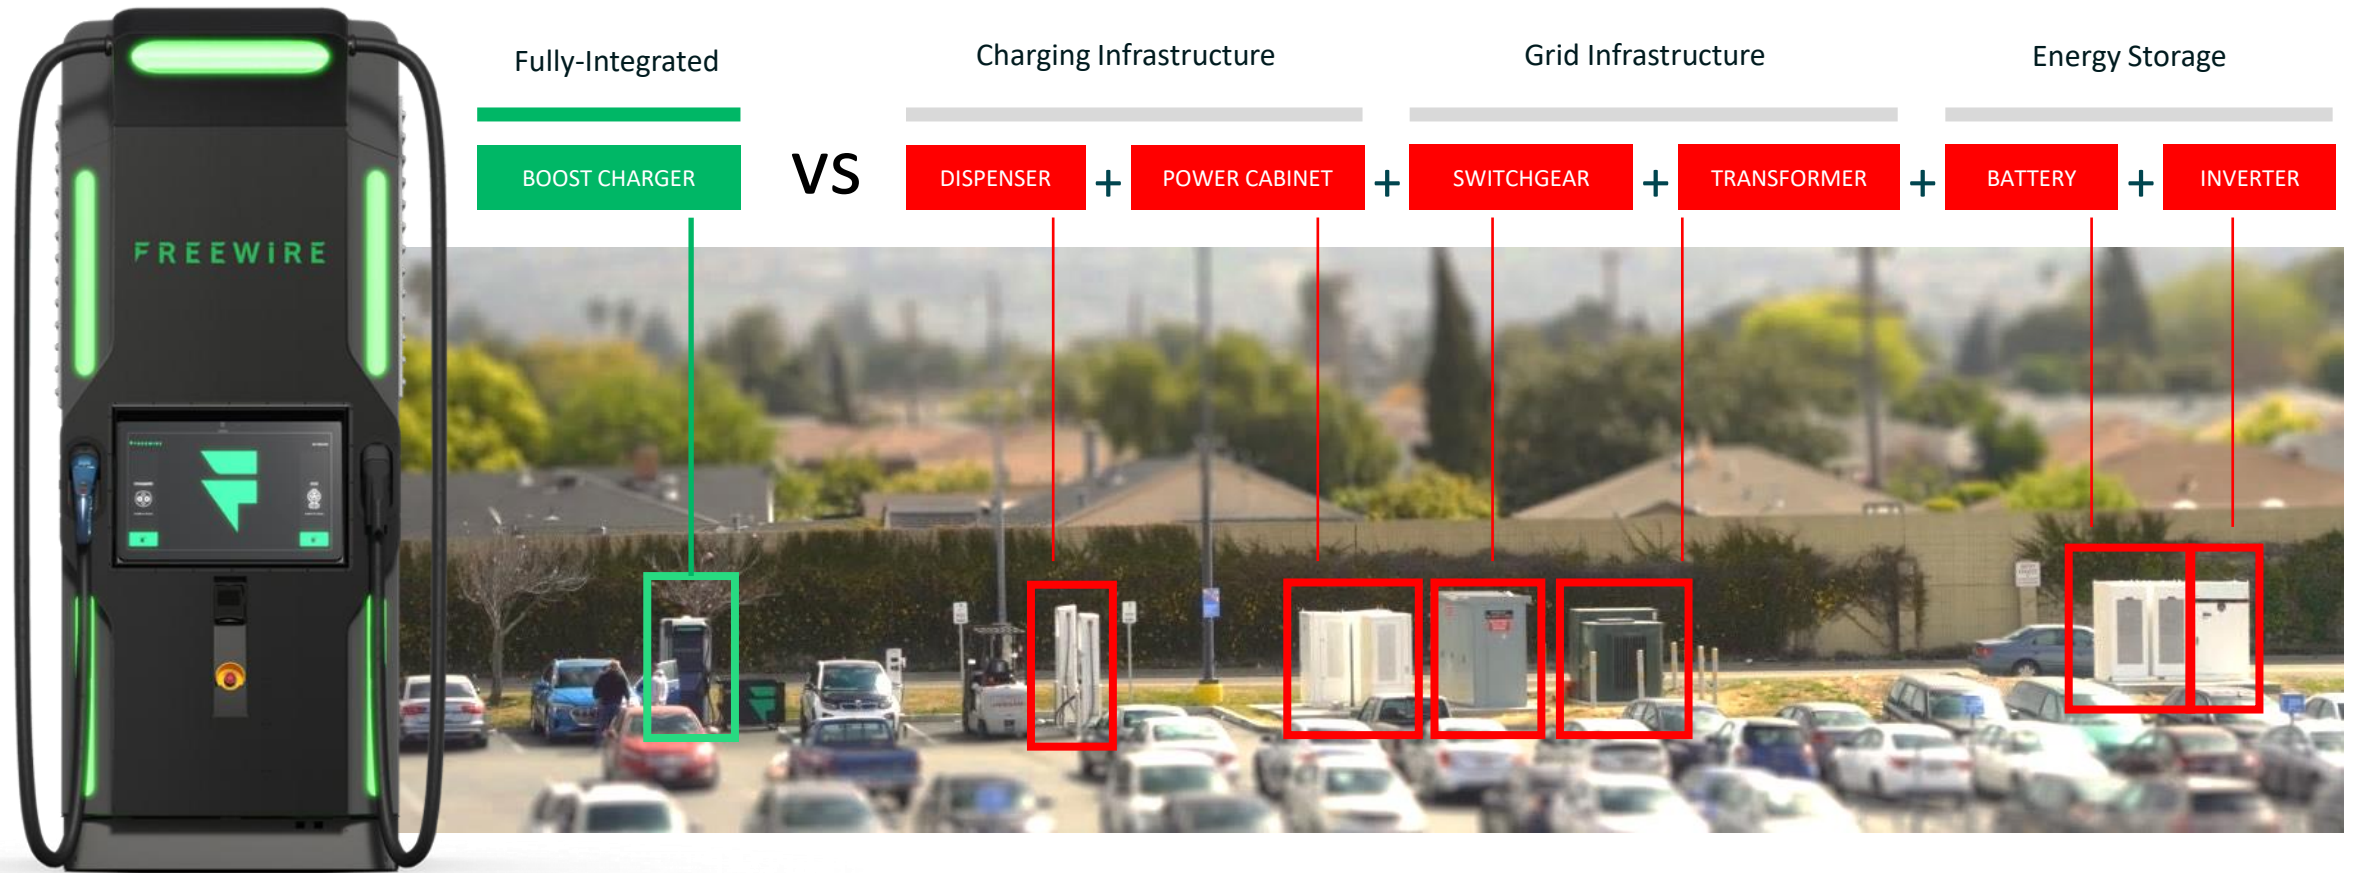 Fully-Integrated
Charging Infrastructure
Grid Infrastructure
Energy Storage
BOOST CHARGER
VS
DISPENSER
+
POWER CABINET
+
SWITCHGEAR
+
TRANSFORMER
+
BATTERY
+
INVERTER
FREEWiRE